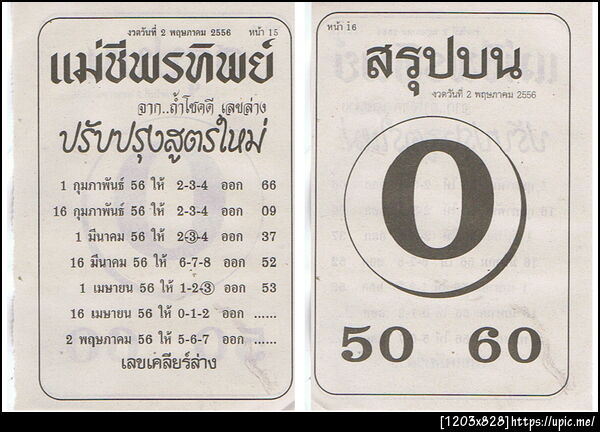 งวดวันที่ 2 พฤษภาคม 2556 หน้า 15
แม่ชีพรทิพย์
จาก..ถ้ำโชคดี เลขล่าง
ปรับปรุงสูตรใหม่
1 กุมภาพันธ์ 56 ให้ 2-3-4 ออก 66
16 กุมภาพันธ์ 56 ให้ 2-3-4 ออก 09
1 มีนาคม 56 ให้ 2-3-4 ออก 37
16 มีนาคม 56 ให้ 6-7-8 ออก 52
1 เมษายน 56 ให้ 1-2-3 ออก 53
16 เมษายน 56 ให้ 0-1-2 ออก ......
2 พฤษภาคม 56 ให้ 5-6-7 ออก ......
เลขเคลียร์ล่าง
หน้า 16
สรุปบน
งวดวันที่ 2 พฤษภาคม 2556
0
50 60
[1203x828]https://upic.me/